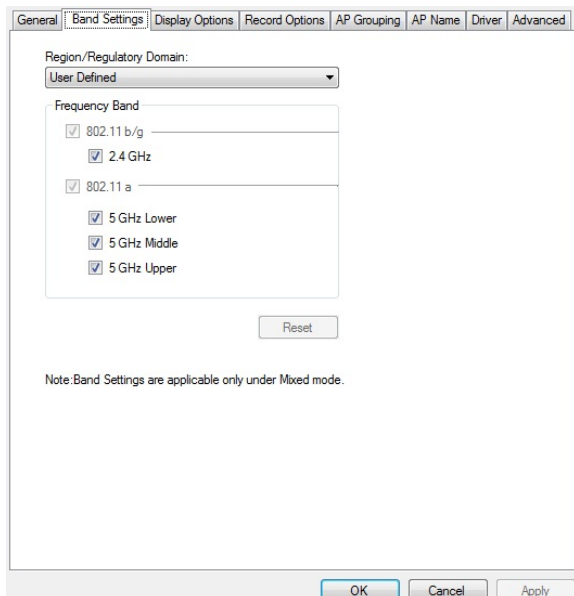 General Band Settings Display Options Record Options AP Grouping AP Name Driver Advanced
Region/Regulatory Domain:
User Defined
Frequency Band
802.11 b/g
2.4 GHz
802.11 a
5 GHz Lower
5 GHz Middle
5 GHz Upper
Reset
Note:Band Settings are applicable only under Mixed mode.
OK Cancel Apply